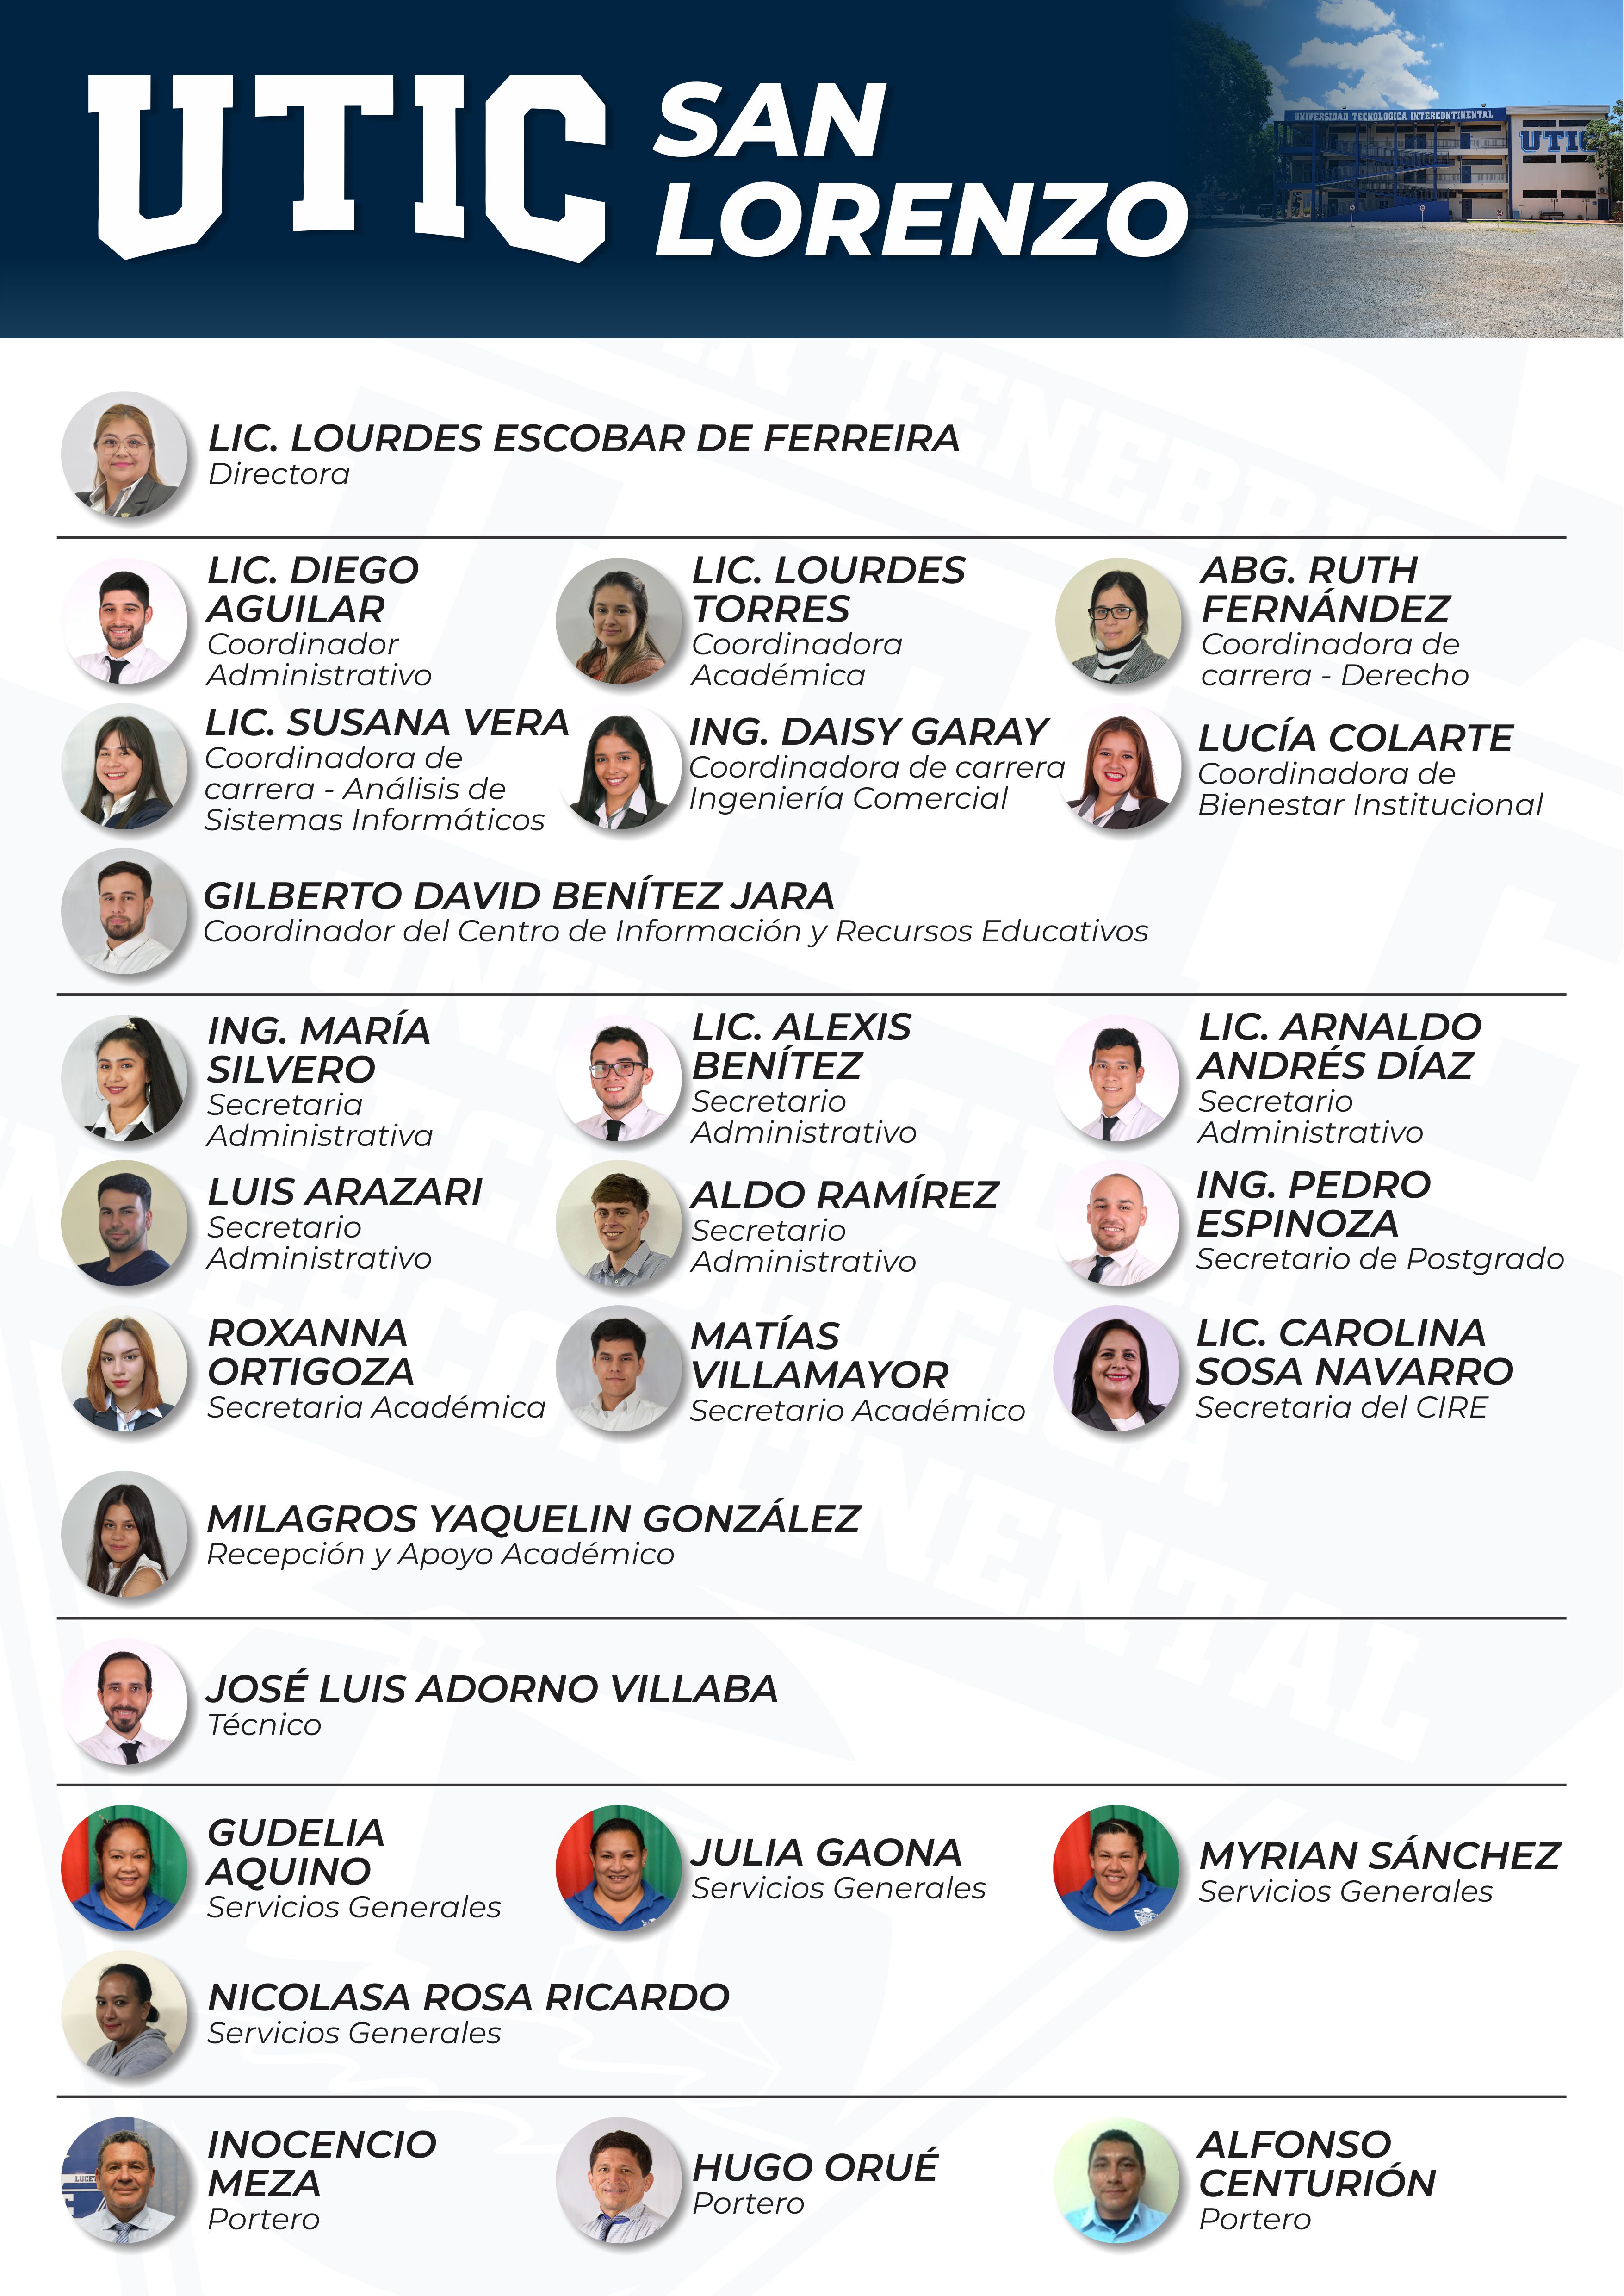 UTIC SAN
LORENZO
UNIVERSIDAD TECNOLOGICA INTERCONTINENTAL
UTIC
LIC. LOURDES ESCOBAR DE FERREIRA
Directora
LIC. DIEGO
AGUILAR
Coordinador
Administrativo
LIC. LOURDES
TORRES
Coordinadora
Académica
ABG. RUTH
FERNÁNDEZ
Coordinadora de
carrera - Derecho
LIC. SUSANA VERA
Coordinadora de
carrera - Análisis de
Sistemas Informáticos
ING. DAISY GARAY
Coordinadora de carrera
Ingeniería Comercial
LUCÍA COLARTE
Coordinadora de
Bienestar Institucional
GILBERTO DAVID BENÍTEZ JARA
Coordinador del Centro de Información y Recursos Educativos
ING. MARÍA
SILVERO
Secretaria
Administrativa
LIC. ALEXIS
BENÍTEZ
Secretario
Administrativo
LIC. ARNALDO
ANDRÉS DÍAZ
Secretario
Administrativo
LUIS ARAZARI
Secretario
Administrativo
ALDO RAMÍREZ
Secretario
Administrativo
ING. PEDRO
ESPINOZA
Secretario de Postgrado
ROXANNA
ORTIGOZA
Secretaria Académica
MATÍAS
VILLAMAYOR
Secretario Académico
LIC. CAROLINA
SOSA NAVARRO
Secretaria del CIRE
MILAGROS YAQUELIN GONZÁLEZ
Recepción y Apoyo Académico
JOSÉ LUIS ADORNO VILLABA
Técnico
GUDELIA
AQUINO
Servicios Generales
JULIA GAONA
Servicios Generales
MYRIAN SÁNCHEZ
Servicios Generales
NICOLASA ROSA RICARDO
Servicios Generales
INOCENCIO
MEZA
Portero
HUGO ORUÉ
Portero
ALFONSO
CENTURIÓN
Portero